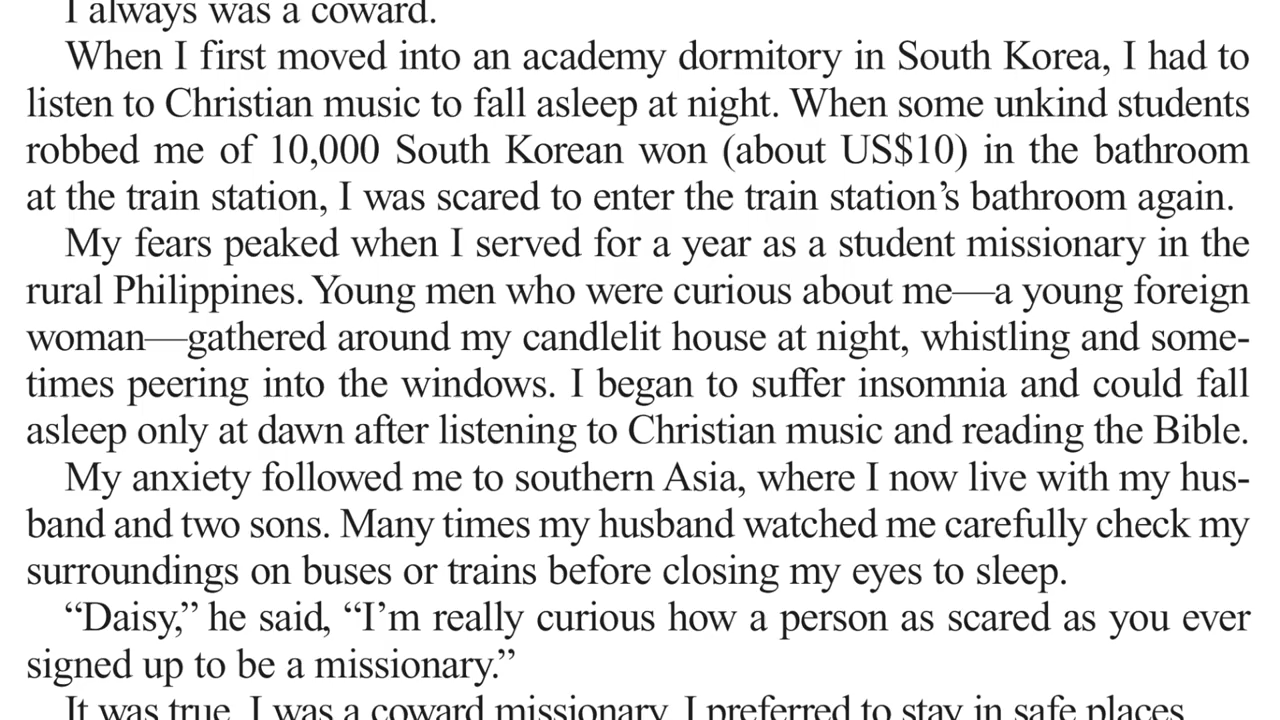 I always was a coward.
When I first moved into an academy dormitory in South Korea, I had to
listen to Christian music to fall asleep at night. When some unkind students
robbed me of 10,000 South Korean won (about US$10) in the bathroom
at the train station, I was scared to enter the train station’s bathroom again.
My fears peaked when I served for a year as a student missionary in the
rural Philippines. Young men who were curious about me—a young foreign
woman—gathered around my candlelit house at night, whistling and some-
times peering into the windows. I began to suffer insomnia and could fall
asleep only at dawn after listening to Christian music and reading the Bible.
My anxiety followed me to southern Asia, where I now live with my hus-
band and two sons. Many times my husband watched me carefully check my
surroundings on buses or trains before closing my eyes to sleep.
“Daisy,” he said, “I’m really curious how a person as scared as you ever
signed up to be a missionary.”
It was true. I was a coward missionary. I preferred to stay in safe places